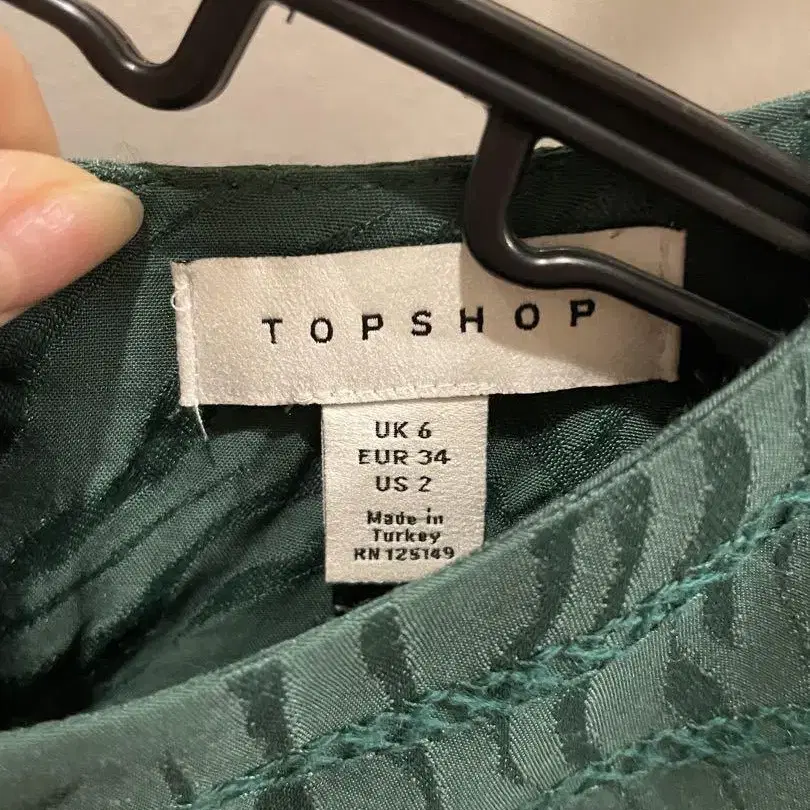 TOPSHOP
UK 6
EUR 34
US 2
Made in
Turkey
RN 125149